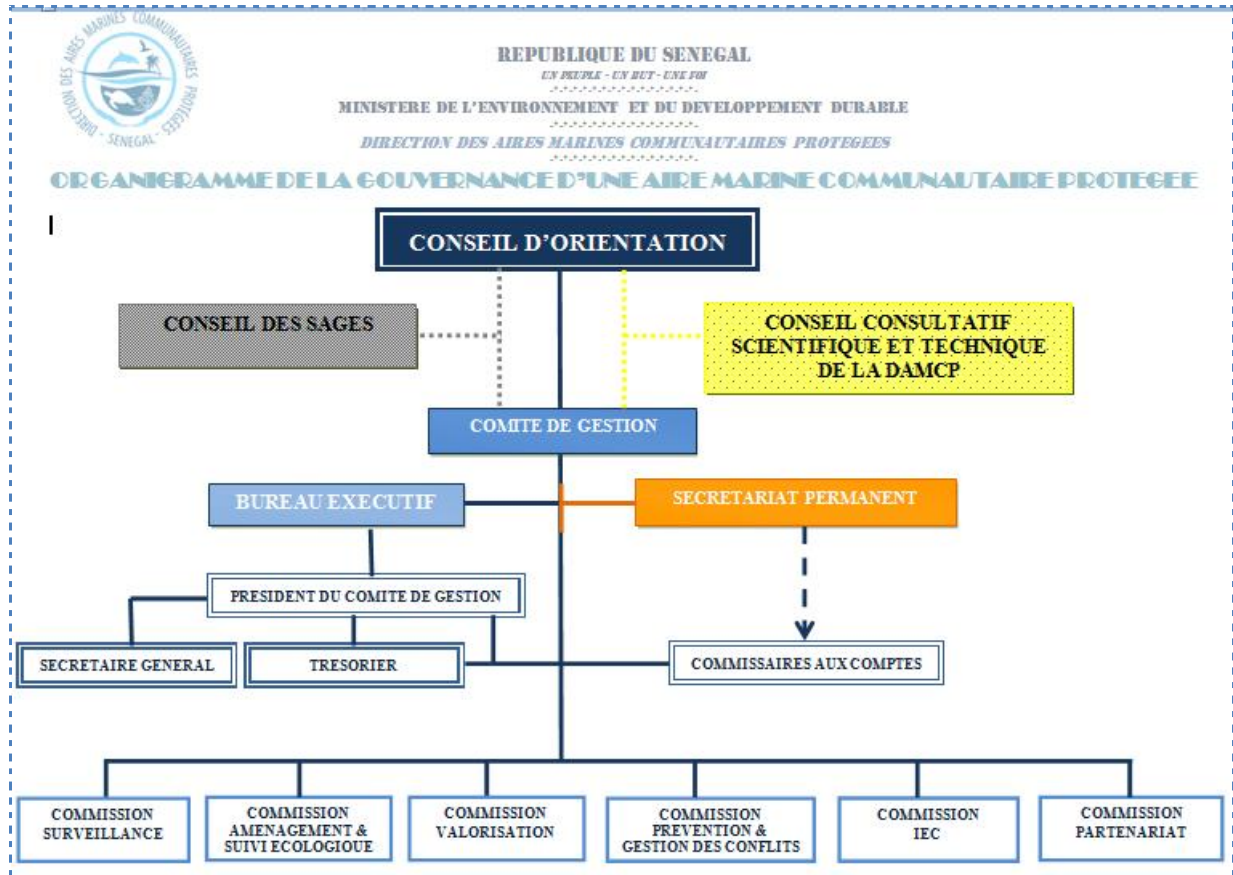 DIRECTION DES AIRES MARINES COMMUNAUTAIRES PROTÉGÉES
- SENEGAL -
REPUBLIQUE DU SENEGAL
UN PEUPLE - UN BUT - UNE FOI
MINISTERE DE L'ENVIRONNEMENT ET DU DEVELOPPEMENT DURABLE
DIRECTION DES AIRES MARINES COMMUNAUTAIRES PROTEGEES
ORGANIGRAMME DE LA GOUVERNANCE D'UNE AIRE MARINE COMMUNAUTAIRE PROTEGEE
CONSEIL D'ORIENTATION
CONSEIL DES SAGES
CONSEIL CONSULTATIF
SCIENTIFIQUE ET TECHNIQUE
DE LA DAMCP
COMITE DE GESTION
BUREAU EXECUTIF
SECRETARIAT PERMANENT
PRESIDENT DU COMITE DE GESTION
SECRETAIRE GENERAL
TRESORIER
COMMISSAIRES AUX COMPTES
COMMISSION
SURVEILLANCE
COMMISSION
AMENAGEMENT &
SUIVI ECOLOGIQUE
COMMISSION
VALORISATION
COMMISSION
PREVENTION &
GESTION DES CONFLITS
COMMISSION
IEC
COMMISSION
PARTENARIAT